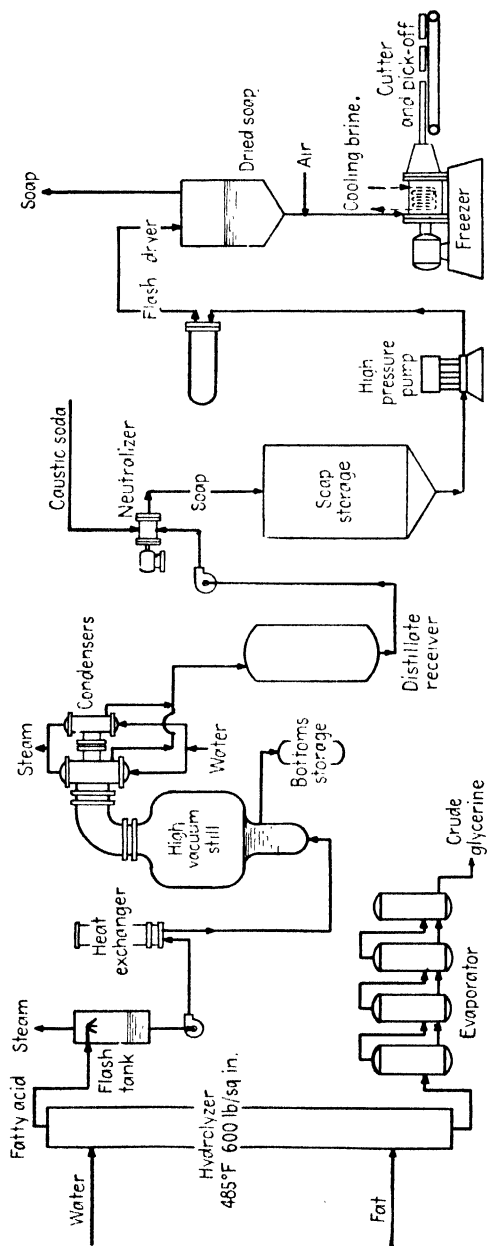 Water
Fat
Hydrolyzer
485°F 600 lb/sq in.
Fatty acid
Steam
Flash
tank
Heat
exchanger
Evaporator
Crude
glycerine
High
vacuum
still
Bottoms
storage
Steam
Condensers
Water
Distillate
receiver
Caustic soda
Neutralizer
Soap
Soap
storage
High
pressure
pump
Flash dryer
Soap
Dried soap
Air
Cooling brine.
Freezer
Cutter
and pick-off